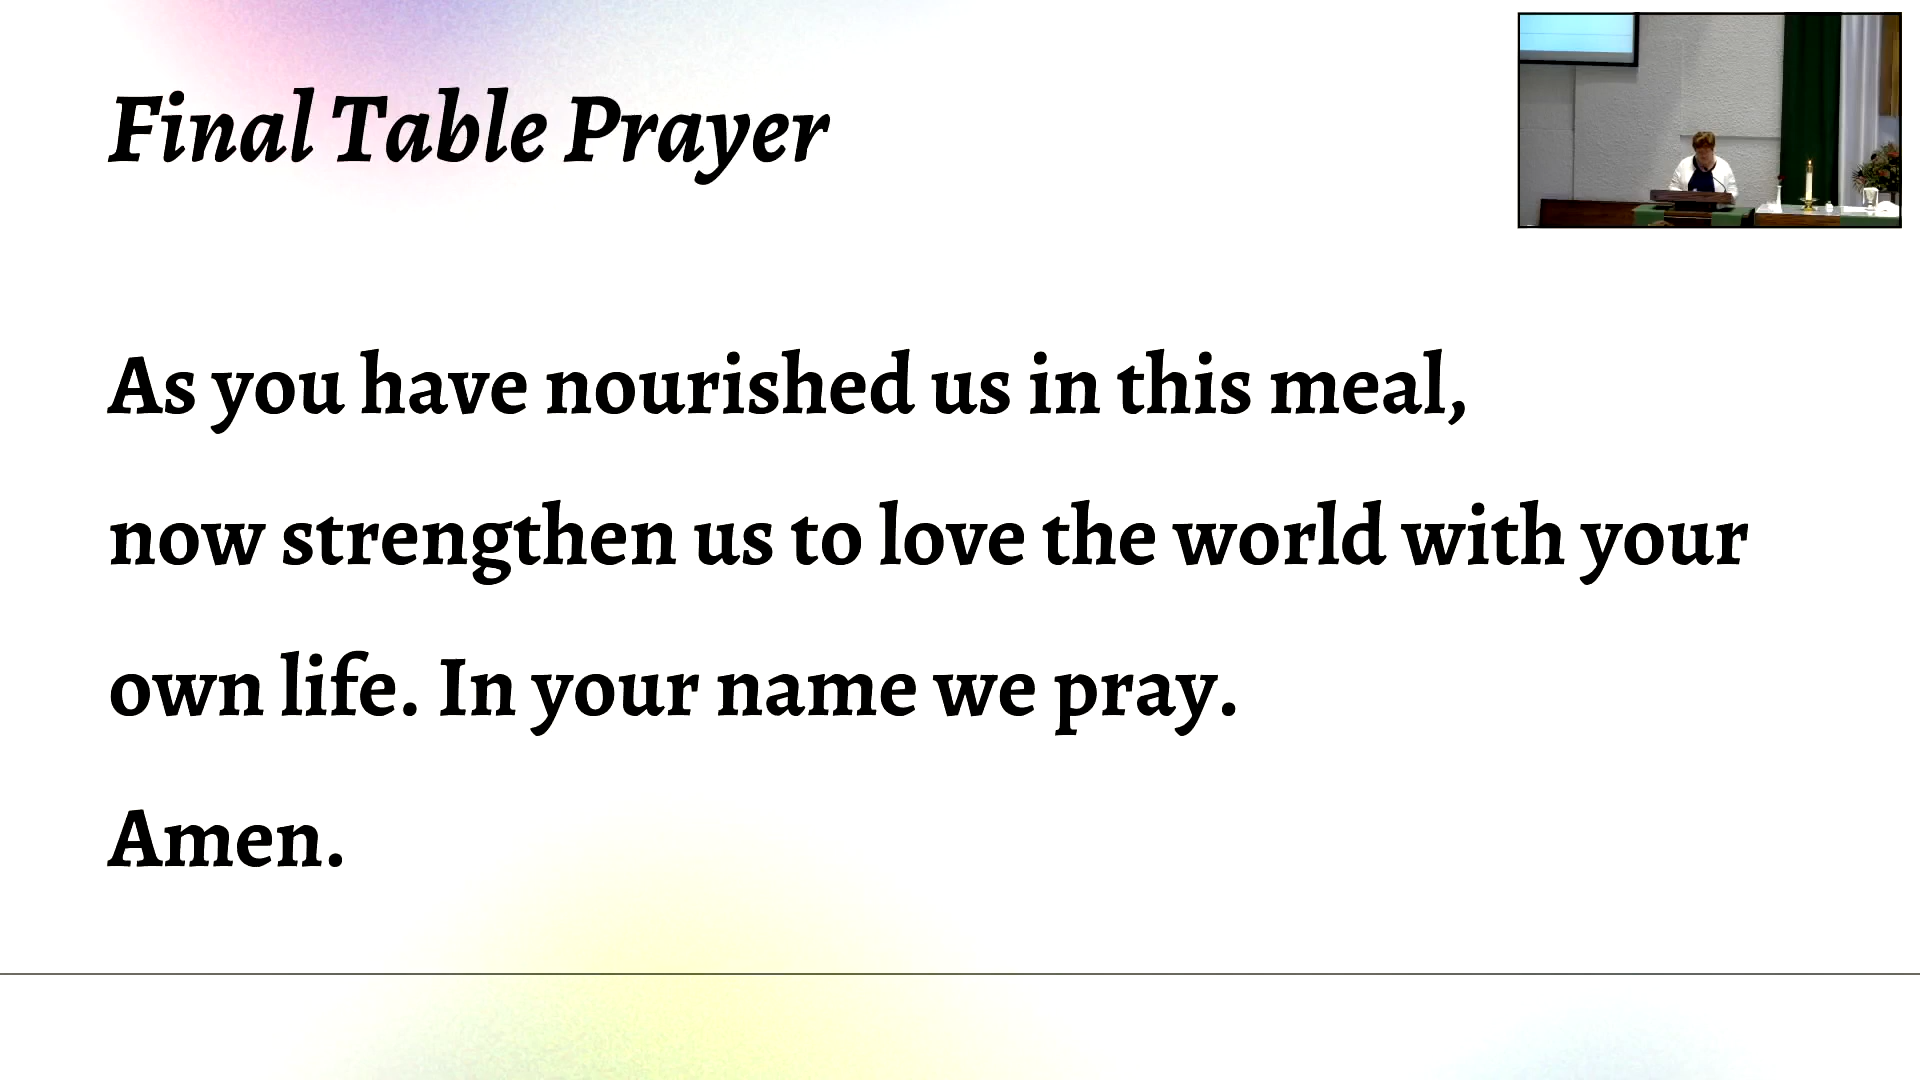 Final Table Prayer
As you have nourished us in this meal,
now strengthen us to love the world with your
own life. In your name we pray.
Amen.